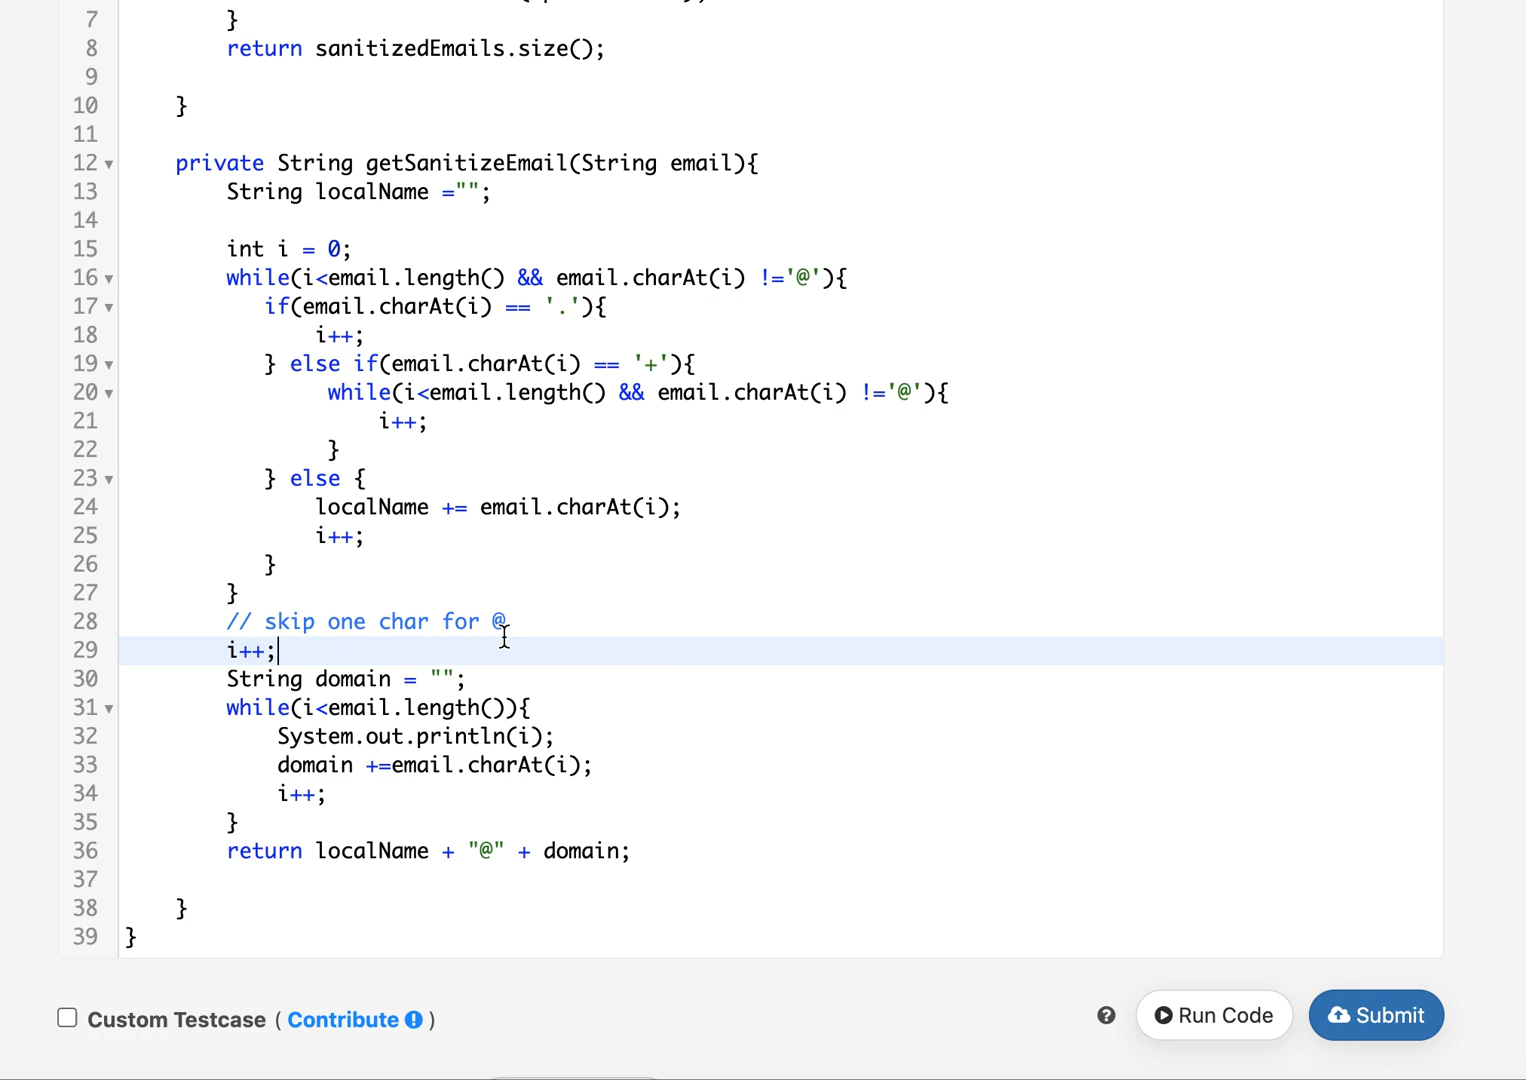 7 }
8 return sanitizedEmails.size();
9
10 }
11
12 private String getSanitizeEmail(String email){
13 String localName ="";
14
15 int i = 0;
16 while(i<email.length() && email.charAt(i) !='@'){
17 if(email.charAt(i) == '.'){
18 i++;
19 } else if(email.charAt(i) == '+'){
20 while(i<email.length() && email.charAt(i) !='@'){
21 i++;
22 }
23 } else {
24 localName += email.charAt(i);
25 i++;
26 }
27 }
28 // skip one char for @
29 i++;
30 String domain = "";
31 while(i<email.length()){
32 System.out.println(i);
33 domain +=email.charAt(i);
34 i++;
35 }
36 return localName + "@" + domain;
37
38 }
39 }
Custom Testcase ( Contribute ! ) ? Run Code Submit